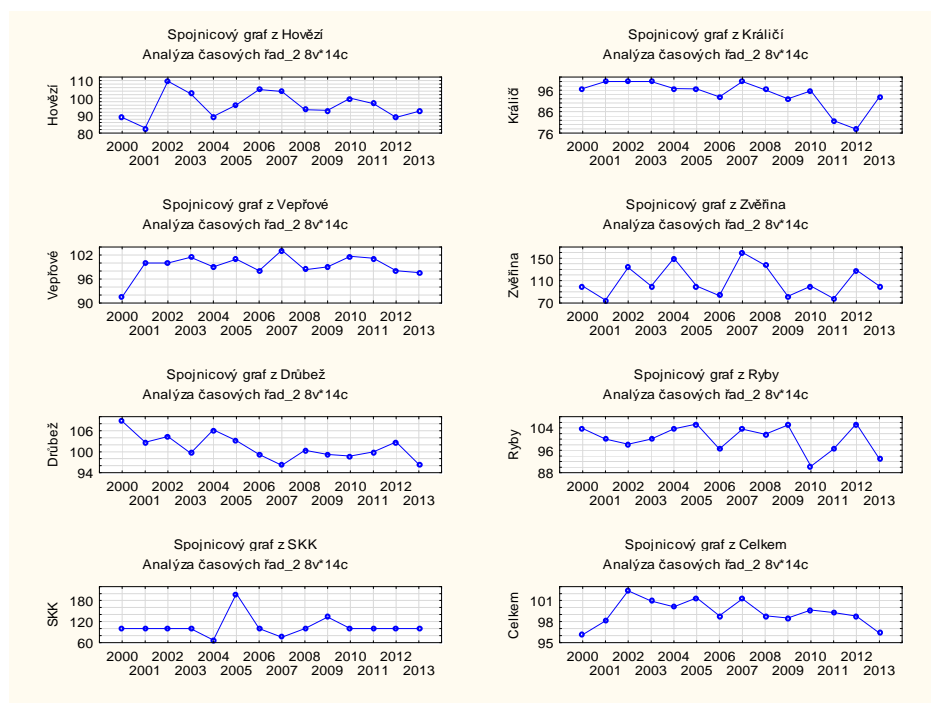 Spojnicový graf z Hovězí
Analýza časových řad_2 8v*14c
Hovězí
110
100
90
80
2000 2002 2004 2006 2008 2010 2012
2001 2003 2005 2007 2009 2011 2013
Spojnicový graf z Králičí
Analýza časových řad_2 8v*14c
Králičí
96
86
76
2000 2002 2004 2006 2008 2010 2012
2001 2003 2005 2007 2009 2011 2013
Spojnicový graf z Vepřové
Analýza časových řad_2 8v*14c
Vepřové
102
96
90
2000 2002 2004 2006 2008 2010 2012
2001 2003 2005 2007 2009 2011 2013
Spojnicový graf z Zvěřina
Analýza časových řad_2 8v*14c
Zvěřina
150
110
70
2000 2002 2004 2006 2008 2010 2012
2001 2003 2005 2007 2009 2011 2013
Spojnicový graf z Drůbež
Analýza časových řad_2 8v*14c
Drůbež
106
100
94
2000 2002 2004 2006 2008 2010 2012
2001 2003 2005 2007 2009 2011 2013
Spojnicový graf z Ryby
Analýza časových řad_2 8v*14c
Ryby
104
96
88
2000 2002 2004 2006 2008 2010 2012
2001 2003 2005 2007 2009 2011 2013
Spojnicový graf z SKK
Analýza časových řad_2 8v*14c
SKK
180
120
60
2000 2002 2004 2006 2008 2010 2012
2001 2003 2005 2007 2009 2011 2013
Spojnicový graf z Celkem
Analýza časových řad_2 8v*14c
Celkem
101
98
95
2000 2002 2004 2006 2008 2010 2012
2001 2003 2005 2007 2009 2011 2013